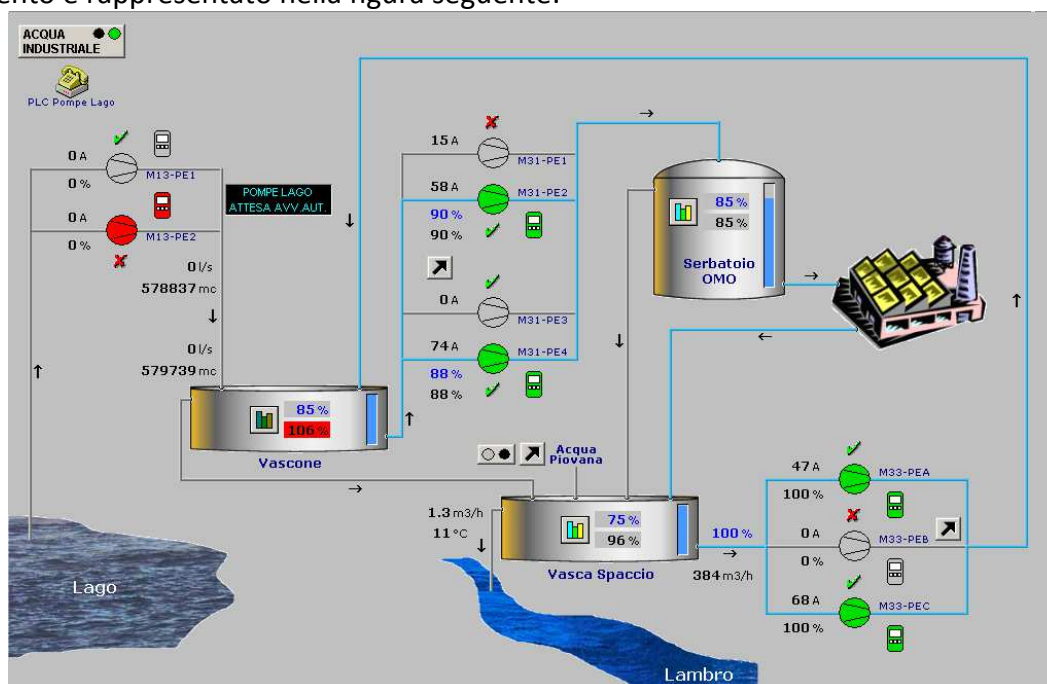 mento è rappresentato nella figura seguente:
ACQUA
INDUSTRIALE
PLC Pompe Lago
0 A
0 %
M13-PE1
0 A
0 %
M13-PE2
POMPE LAGO
ATTESA AVV.AUT.
0 l/s
578837 mc
0 l/s
579739 mc
15 A
M31-PE1
58 A
M31-PE2
90 %
90 %
0 A
M31-PE3
74 A
M31-PE4
88 %
88 %
85 %
85 %
Serbatoio
OMO
85 %
106 %
Vascone
Acqua
Piovana
1.3 m3/h
11 °C
75 %
96 %
Vasca Spaccio
100 %
384 m3/h
47 A
M33-PEA
100 %
0 A
M33-PEB
0 %
68 A
M33-PEC
100 %
Lago
Lambro